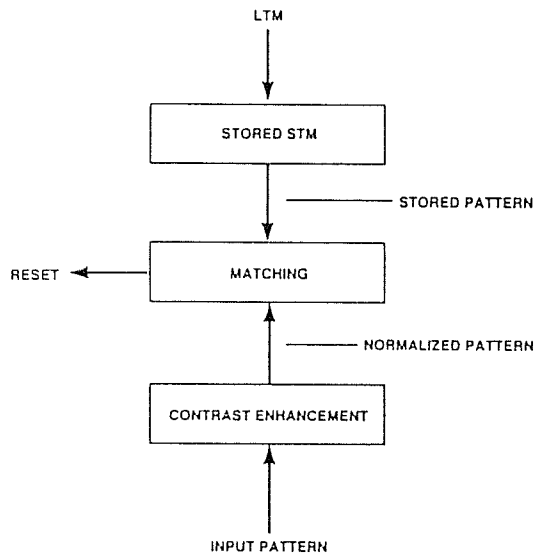 LTM
STORED STM
STORED PATTERN
RESET
MATCHING
NORMALIZED PATTERN
CONTRAST ENHANCEMENT
INPUT PATTERN